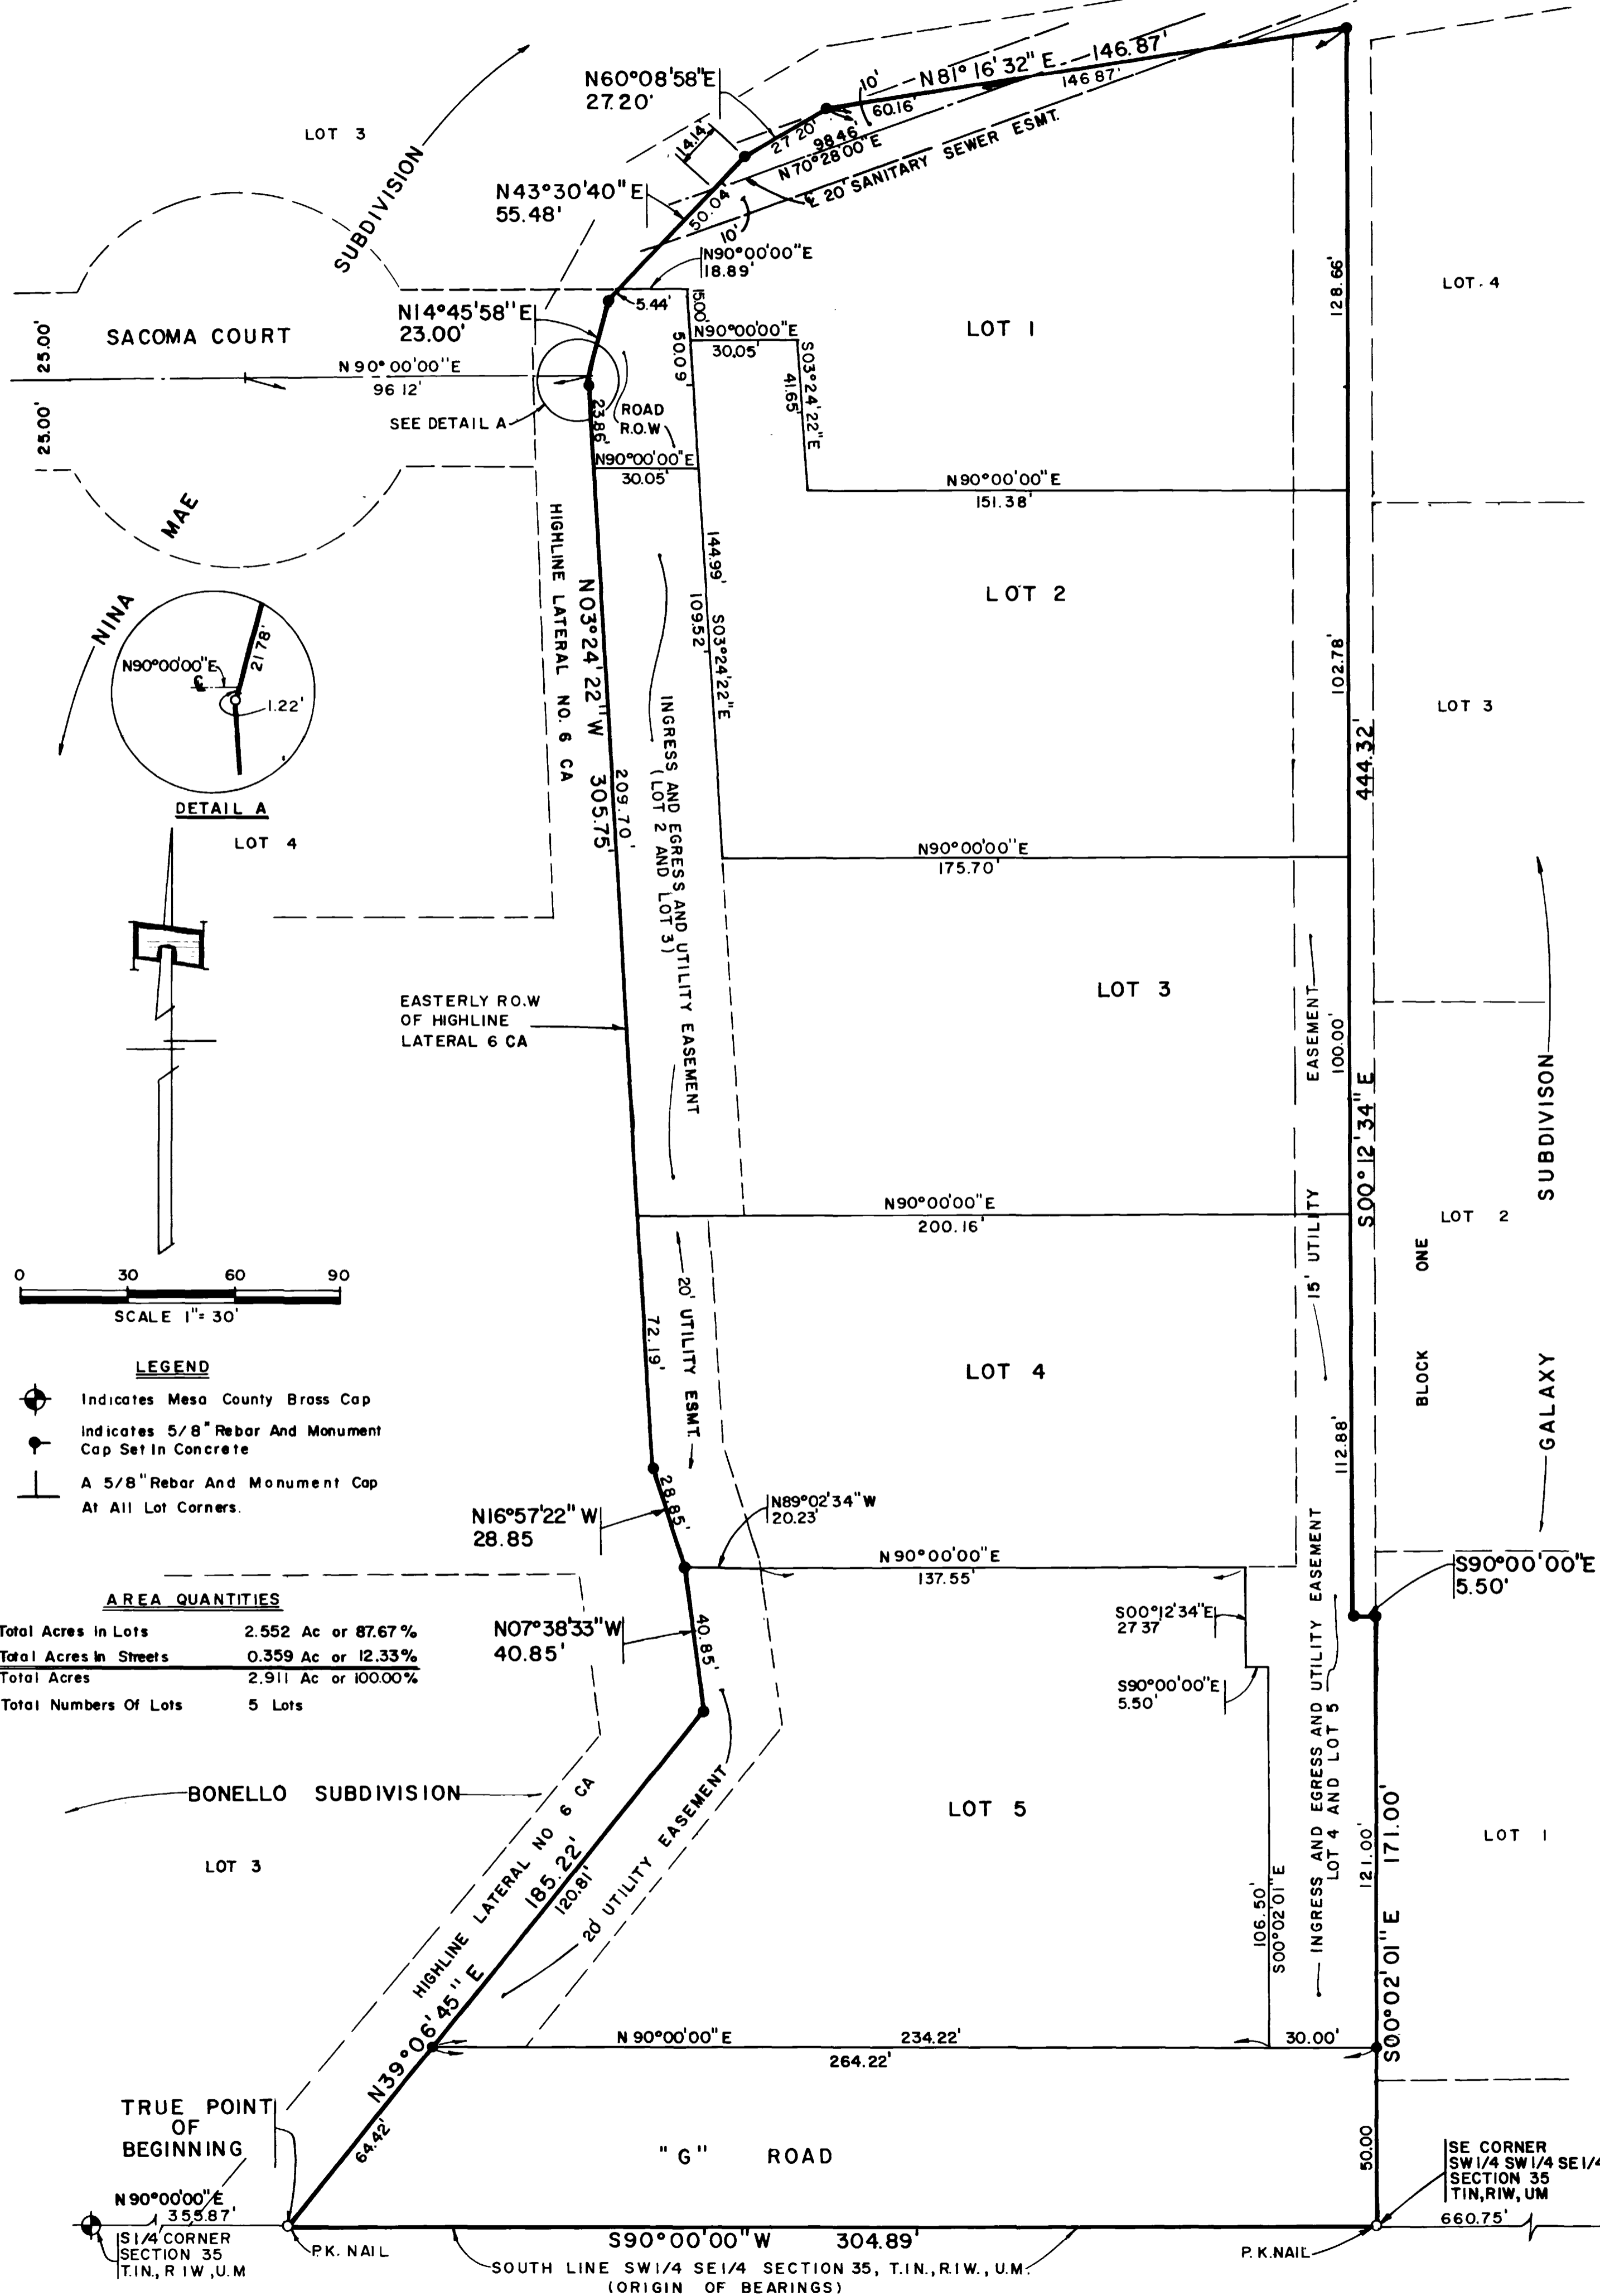 N60°08'58"E
27.20'
N81°16'32"E 146.87'
146.87'
10'
60.16'
27.20'
98.46'
N70°28'00"E
℄ 20' SANITARY SEWER ESMT.
14.14'
LOT 3
SUBDIVISION
N43°30'40"E
55.48'
50.04'
10'
N90°00'00"E
18.89'
5.44'
15.00'
N14°45'58"E
23.00'
SACOMA COURT
25.00'
25.00'
N90°00'00"E
96.12'
SEE DETAIL A
ROAD
R.O.W
23.86'
50.09'
N90°00'00"E
30.05'
N90°00'00"E
30.05'
S03°24'22"E
41.65'
LOT 1
128.66'
LOT 4
N90°00'00"E
151.38'
MAE
NINA
HIGHLINE LATERAL NO. 6 CA
N03°24'22"W 305.75'
209.70'
144.99'
109.52'
S03°24'22"E
LOT 2
102.78'
LOT 3
444.32'
N90°00'00"E
℄
21.78'
1.22'
DETAIL A
LOT 4
INGRESS AND EGRESS AND UTILITY EASEMENT
(LOT 2 AND LOT 3)
N90°00'00"E
175.70'
EASTERLY R.O.W
OF HIGHLINE
LATERAL 6 CA
LOT 3
EASEMENT
100.00'
S00°12'34"E
SUBDIVISON
N90°00'00"E
200.16'
LOT 2
15' UTILITY
BLOCK ONE
GALAXY
0 30 60 90
SCALE 1"= 30'
72.19'
20' UTILITY ESMT.
LOT 4
112.88'
LEGEND
Indicates Mesa County Brass Cap
Indicates 5/8" Rebar And Monument
Cap Set In Concrete
A 5/8" Rebar And Monument Cap
At All Lot Corners.
N16°57'22"W
28.85
28.85'
N89°02'34"W
20.23'
N90°00'00"E
137.55'
S90°00'00"E
5.50'
AREA QUANTITIES
Total Acres In Lots 2.552 Ac or 87.67%
Total Acres In Streets 0.359 Ac or 12.33%
Total Acres 2.911 Ac or 100.00%
Total Numbers Of Lots 5 Lots
N07°38'33"W
40.85'
40.85'
S00°12'34"E
27.37'
S90°00'00"E
5.50'
BONELLO SUBDIVISION
LOT 3
HIGHLINE LATERAL NO 6 CA
185.22'
120.81'
20' UTILITY EASEMENT
LOT 5
INGRESS AND EGRESS AND UTILITY EASEMENT
LOT 4 AND LOT 5
106.50'
S00°02'01"E
121.00'
171.00'
S00°02'01"E
LOT 1
N39°06'45"E
64.42'
N90°00'00"E 234.22' 30.00'
264.22'
TRUE POINT
OF
BEGINNING
"G" ROAD
50.00
SE CORNER
SW1/4 SW1/4 SE1/4
SECTION 35
T1N,R1W,UM
660.75'
N90°00'00"E
355.87'
S1/4 CORNER
SECTION 35
T.1N.,R1W,U.M
P.K. NAIL
S90°00'00"W 304.89'
P.K.NAIL
SOUTH LINE SW1/4 SE1/4 SECTION 35, T.1N.,R.1W.,U.M.
(ORIGIN OF BEARINGS)